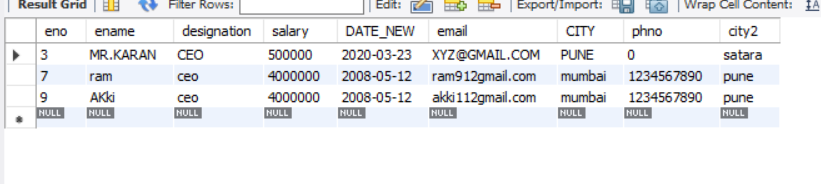 Result Grid Filter Rows: Edit: Export/Import: Wrap Cell Content: IA
eno ename designation salary DATE_NEW email CITY phno city2
3 MR.KARAN CEO 500000 2020-03-23 XYZ@GMAIL.COM PUNE 0 satara
7 ram ceo 4000000 2008-05-12 ram912gmail.com mumbai 1234567890 pune
9 AKki ceo 4000000 2008-05-12 akki112gmail.com mumbai 1234567890 pune
NULL NULL NULL NULL NULL NULL NULL NULL NULL